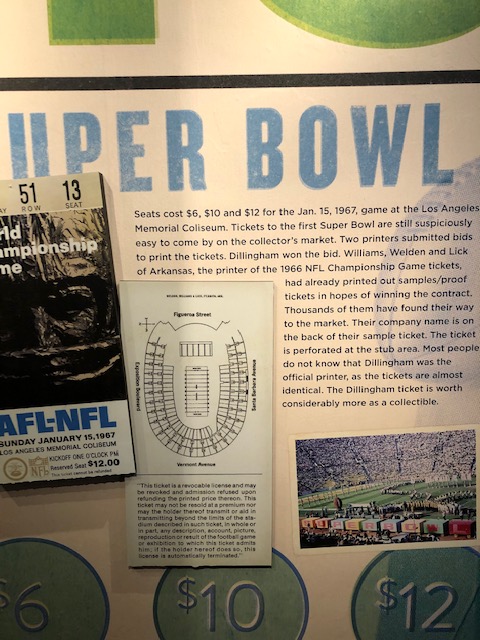 UPER BOWL
Seats cost $6, $10 and $12 for the Jan. 15, 1967, game at the Los Angeles
Memorial Coliseum. Tickets to the first Super Bowl are still suspiciously
easy to come by on the collector's market. Two printers submitted bids
to print the tickets. Dillingham won the bid. Williams, Welden and Lick
of Arkansas, the printer of the 1966 NFL Championship Game tickets,
had already printed out samples/proof
tickets in hopes of winning the contract.
Thousands of them have found their way
to the market. Their company name is on
the back of their sample ticket. The ticket
is perforated at the stub area. Most people
do not know that Dillingham was the
official printer, as the tickets are almost
identical. The Dillingham ticket is worth
considerably more as a collectible.
51 13
ROW SEAT
rld
ampionship
me
AFL-NFL
SUNDAY JANUARY 15, 1967
LOS ANGELES MEMORIAL COLISEUM
KICKOFF ONE O'CLOCK PM
Reserved Seat $12.00
NFL
Figueroa Street
Exposition Boulevard
Santa Barbara Avenue
Vermont Avenue
"This ticket is a revocable license and may
be revoked and admission refused upon
refunding the printed price thereon. This
ticket may not be resold at a premium nor
may the holder thereof transmit or aid in
transmitting beyond the limits of the sta-
dium described in such ticket, in whole or
in part, any description, account, picture,
reproduction or result of the football game
or exhibition to which this ticket admits
him; if the holder hereof does so, this
license is automatically terminated."
$6 $10 $12